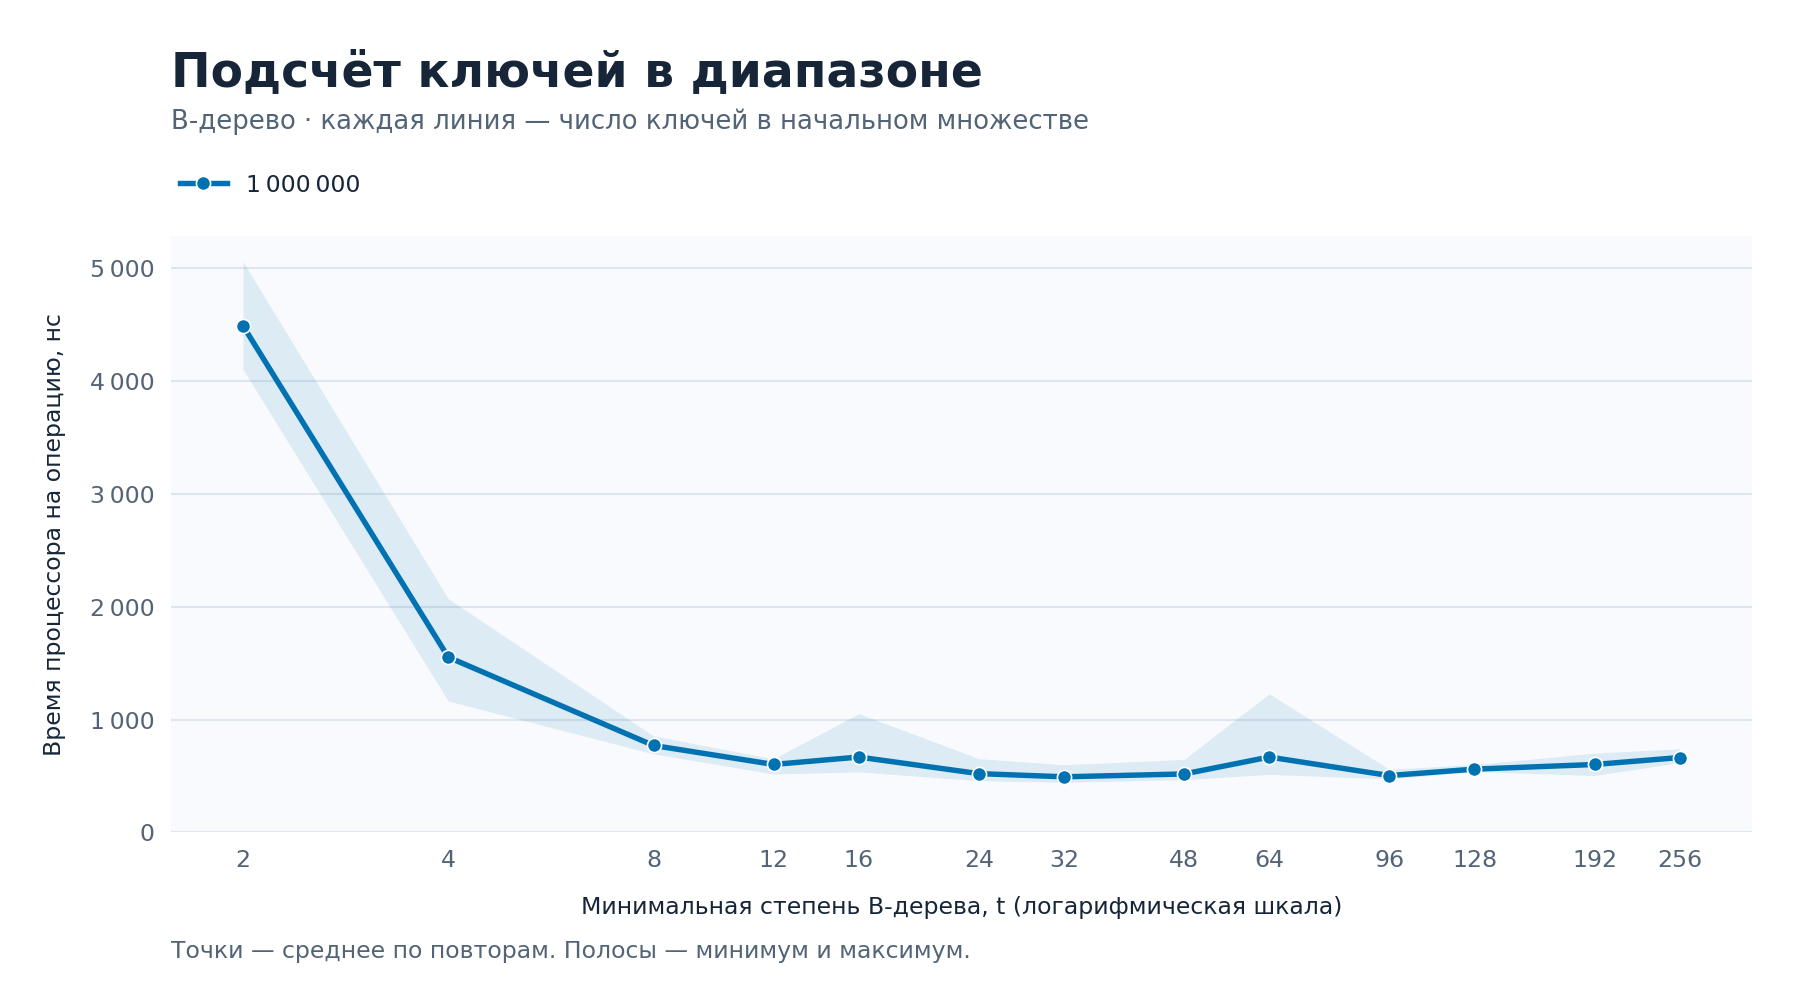 Подсчёт ключей в диапазоне
B-дерево · каждая линия — число ключей в начальном множестве
1 000 000
Время процессора на операцию, нс
5 000
4 000
3 000
2 000
1 000
0
2 4 8 12 16 24 32 48 64 96 128 192 256
Минимальная степень B-дерева, t (логарифмическая шкала)
Точки — среднее по повторам. Полосы — минимум и максимум.